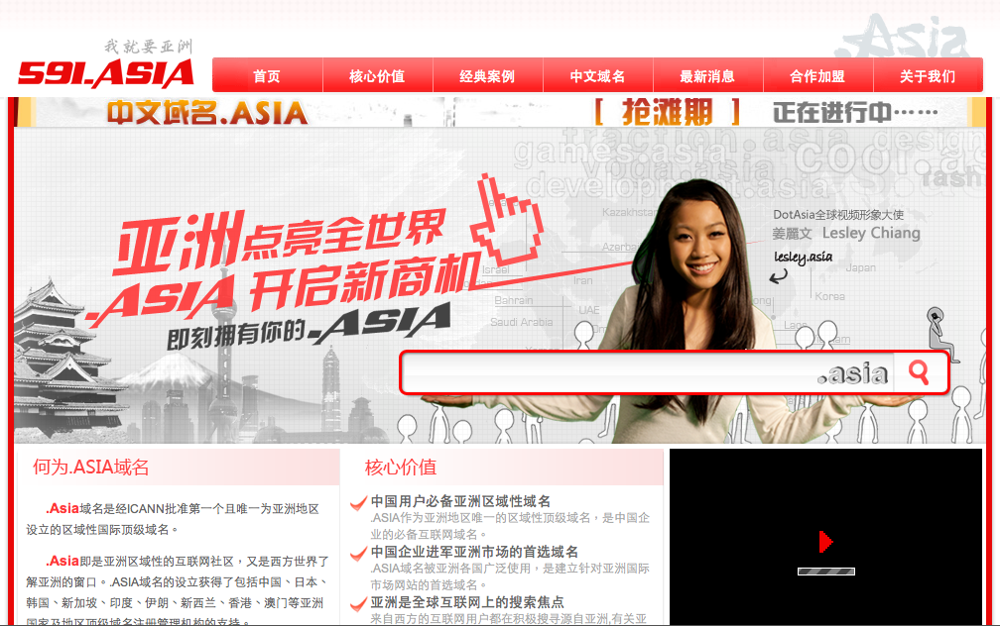 我就要亚洲
591.ASIA
Asia
首页 核心价值 经典案例 中文域名 最新消息 合作加盟 关于我们
中文域名.ASIA [ 抢滩期 ] 正在进行中······
fraction.asia design
games.asia cool.as
yoga.asia rash
development.asia
亚洲点亮全世界
.ASIA 开启新商机
即刻拥有你的.ASIA
DotAsia全球视频形象大使
姜麗文 Lesley Chiang
lesley.asia
Kazakhstan
Azerba
Israel
Iran
Japan
Bahrain
UAE
Korea
Saudi Arabia
Laos
.asia
何为.ASIA域名
.Asia域名是经ICANN批准第一个且唯一为亚洲地区
设立的区域性国际顶级域名。
.Asia即是亚洲区域性的互联网社区，又是西方世界了
解亚洲的窗口。.ASIA域名的设立获得了包括中国、日本、
韩国、新加坡、印度、伊朗、新西兰、香港、澳门等亚洲
国家及地区顶级域名注册管理机构的支持。
核心价值
中国用户必备亚洲区域性域名
.ASIA作为亚洲地区唯一的区域性顶级域名，是中国企
业的必备互联网域名。
中国企业进军亚洲市场的首选域名
.ASIA域名被亚洲各国广泛使用，是建立针对亚洲国际
市场网站的首选域名。
亚洲是全球互联网上的搜索焦点
来自西方的互联网用户都在积极搜寻源自亚洲,有关亚